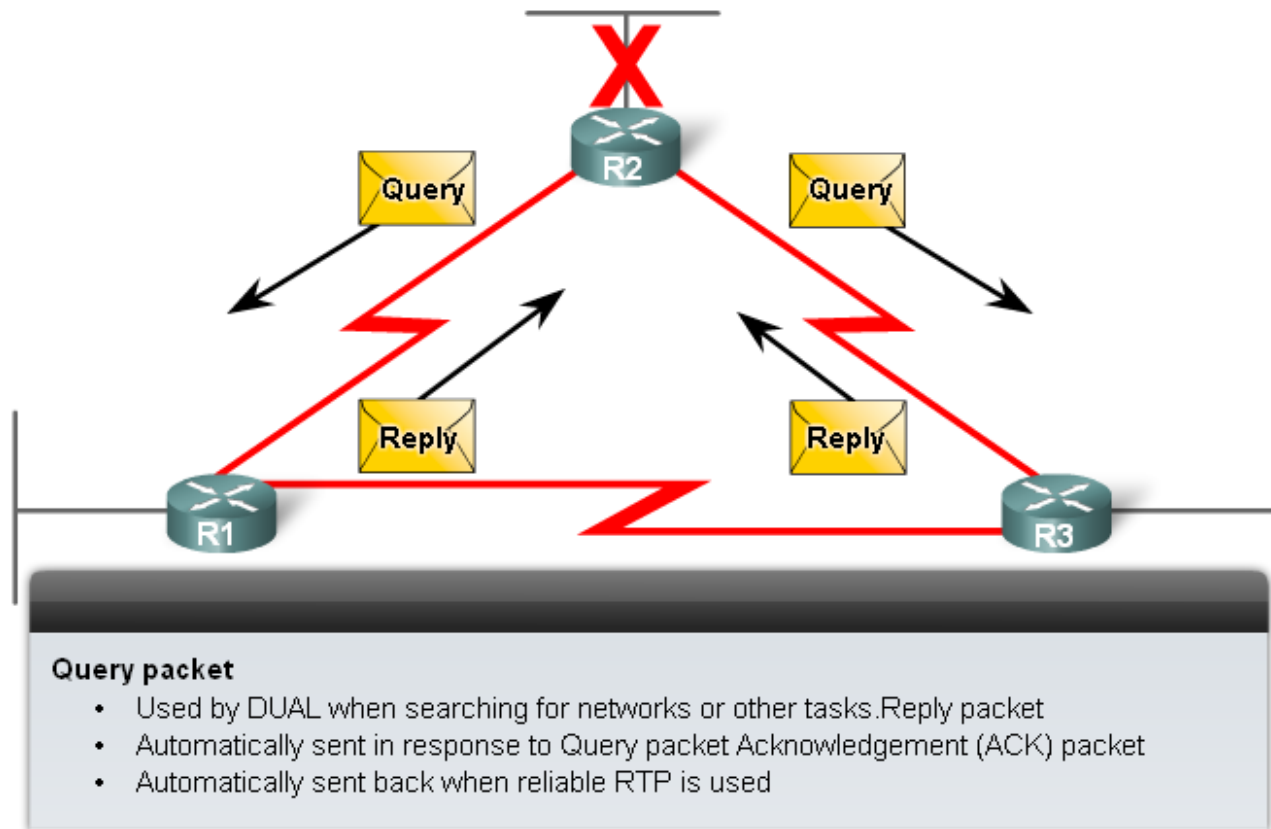 R2
Query
Query
Reply
Reply
R1
R3
Query packet
• Used by DUAL when searching for networks or other tasks.Reply packet
• Automatically sent in response to Query packet Acknowledgement (ACK) packet
• Automatically sent back when reliable RTP is used